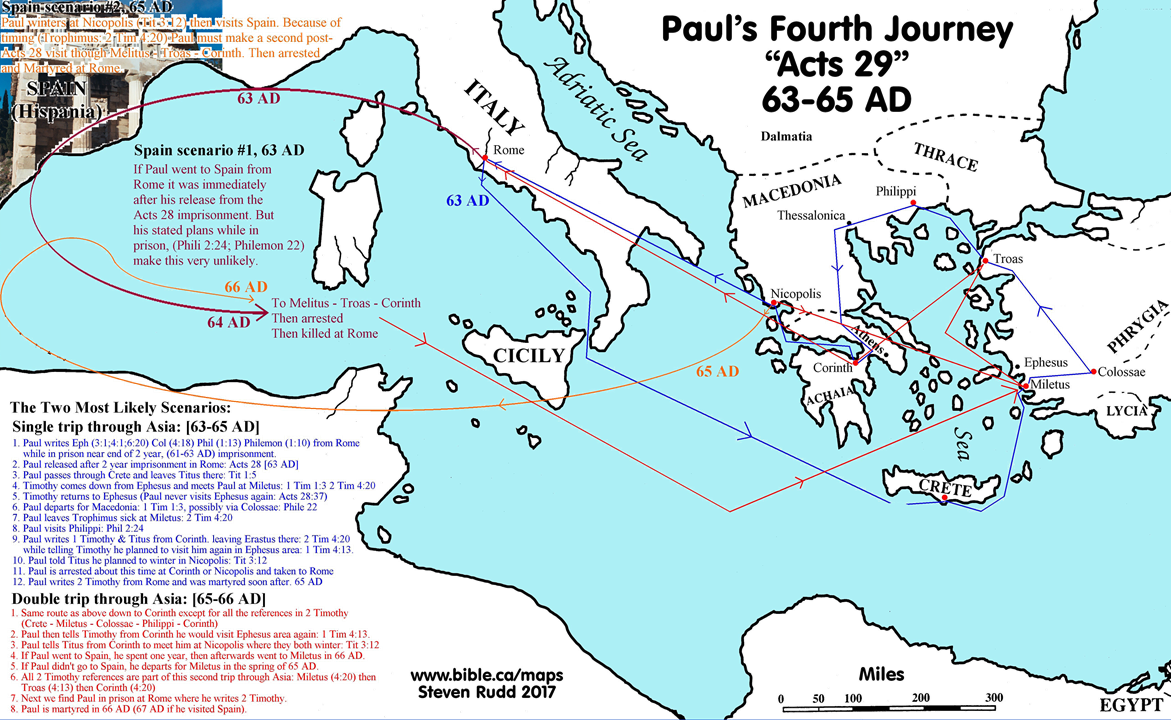 Spain scenario #2, 65 AD
Paul winters at Nicopolis (Tit 3:12) then visits Spain. Because of
timing (Trophimus: 2 Tim 4:20) Paul must make a second post-
Acts 28 visit though Melitus - Troas - Corinth. Then arrested
and Martyred at Rome.
SPAIN
(Hispania)
Paul's Fourth Journey
"Acts 29"
63-65 AD
63 AD
ITALY
Adriatic Sea
Dalmatia
THRACE
MACEDONIA
Philippi
Thessalonica
Rome
63 AD
Spain scenario #1, 63 AD
If Paul went to Spain from
Rome it was immediately
after his release from the
Acts 28 imprisonment. But
his stated plans while in
prison, (Phili 2:24; Philemon 22)
make this very unlikely.
66 AD
64 AD
To Melitus - Troas - Corinth
Then arrested
Then killed at Rome
Troas
Nicopolis
Athens
Corinth
ACHAIA
Ephesus
Miletus
Colossae
PHRYGIA
LYCIA
CICILY
65 AD
Sea
CRETE
The Two Most Likely Scenarios:
Single trip through Asia: [63-65 AD]
1. Paul writes Eph (3:1;4:1;6:20) Col (4:18) Phil (1:13) Philemon (1:10) from Rome
while in prison near end of 2 year, (61-63 AD) imprisonment.
2. Paul released after 2 year imprisonment in Rome: Acts 28 [63 AD]
3. Paul passes through Crete and leaves Titus there: Tit 1:5
4. Timothy comes down from Ephesus and meets Paul at Miletus: 1 Tim 1:3 2 Tim 4:20
5. Timothy returns to Ephesus (Paul never visits Ephesus again: Acts 28:37)
6. Paul departs for Macedonia: 1 Tim 1:3, possibly via Colossae: Phile 22
7. Paul leaves Trophimus sick at Miletus: 2 Tim 4:20
8. Paul visits Philippi: Phil 2:24
9. Paul writes 1 Timothy & Titus from Corinth. leaving Erastus there: 2 Tim 4:20
while telling Timothy he planned to visit him again in Ephesus area: 1 Tim 4:13.
10. Paul told Titus he planned to winter in Nicopolis: Tit 3:12
11. Paul is arrested about this time at Corinth or Nicopolis and taken to Rome
12. Paul writes 2 Timothy from Rome and was martyred soon after. 65 AD
Double trip through Asia: [65-66 AD]
1. Same route as above down to Corinth except for all the references in 2 Timothy
(Crete - Miletus - Colossae - Philippi - Corinth)
2. Paul then tells Timothy from Corinth he would visit Ephesus area again: 1 Tim 4:13.
3. Paul tells Titus from Corinth to meet him at Nicopolis where they both winter: Tit 3:12
4. If Paul went to Spain, he spent one year, then afterwards went to Miletus in 66 AD.
5. If Paul didn't go to Spain, he departs for Miletus in the spring of 65 AD.
6. All 2 Timothy references are part of this second trip through Asia: Miletus (4:20) then
Troas (4:13) then Corinth (4:20)
7. Next we find Paul in prison at Rome where he writes 2 Timothy.
8. Paul is martyred in 66 AD (67 AD if he visited Spain).
www.bible.ca/maps
Steven Rudd 2017
Miles
0 50 100 200 300
EGYPT